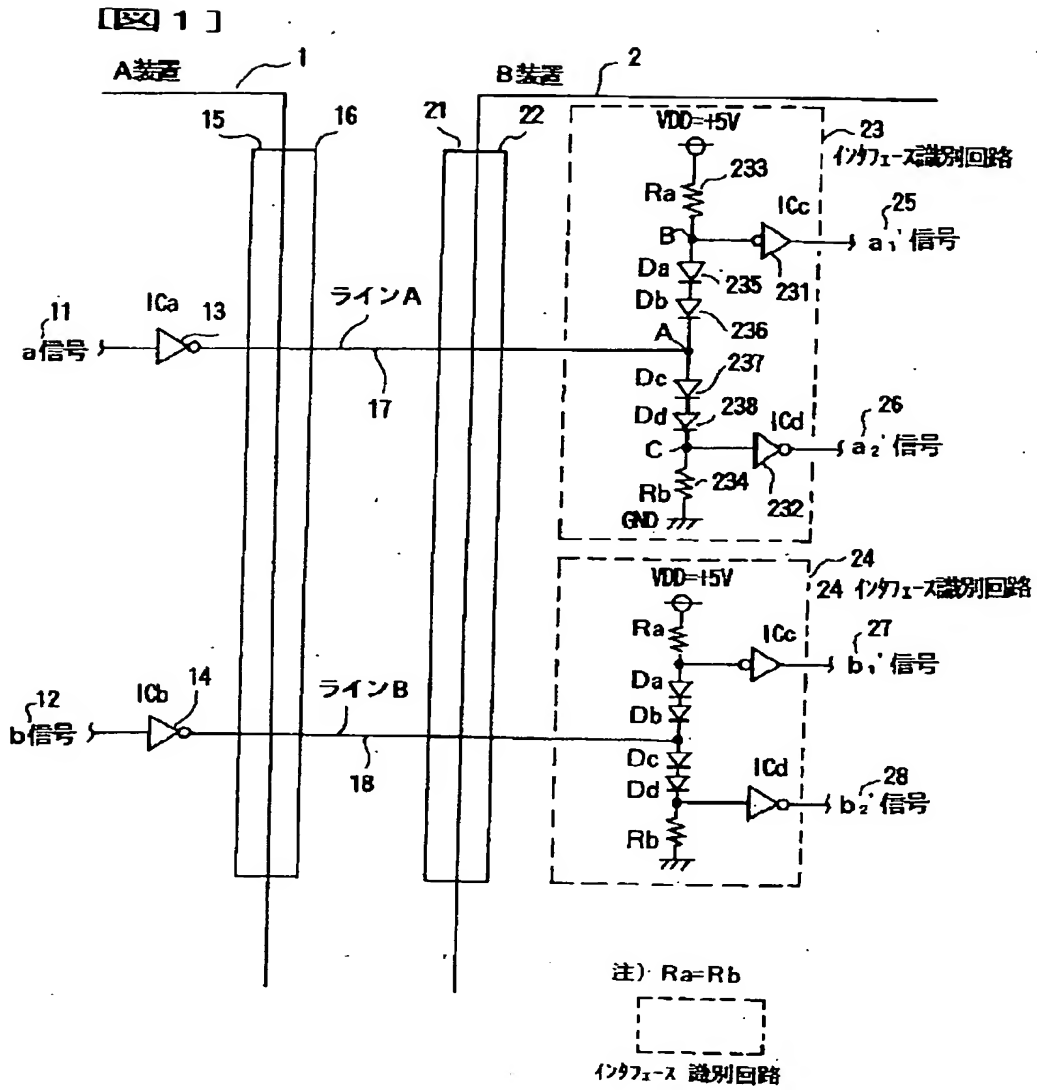 [図1]
1
A装置
2
B装置
15
16
21
22
VDD=+5V
23
インタフェース識別回路
233
Ra
ICc
25
a₁'信号
B
231
Da
235
Db
236
ラインA
A
11
a信号
ICa
13
17
Dc
237
Dd
238
ICd
26
a₂'信号
C
Rb
234
232
GND
24
VDD=+5V
24 インタフェース識別回路
Ra
ICc
27
b₁'信号
Da
Db
ラインB
12
b信号
ICb
14
18
Dc
Dd
ICd
28
b₂'信号
Rb
注) Ra=Rb
インタフェース 識別回路